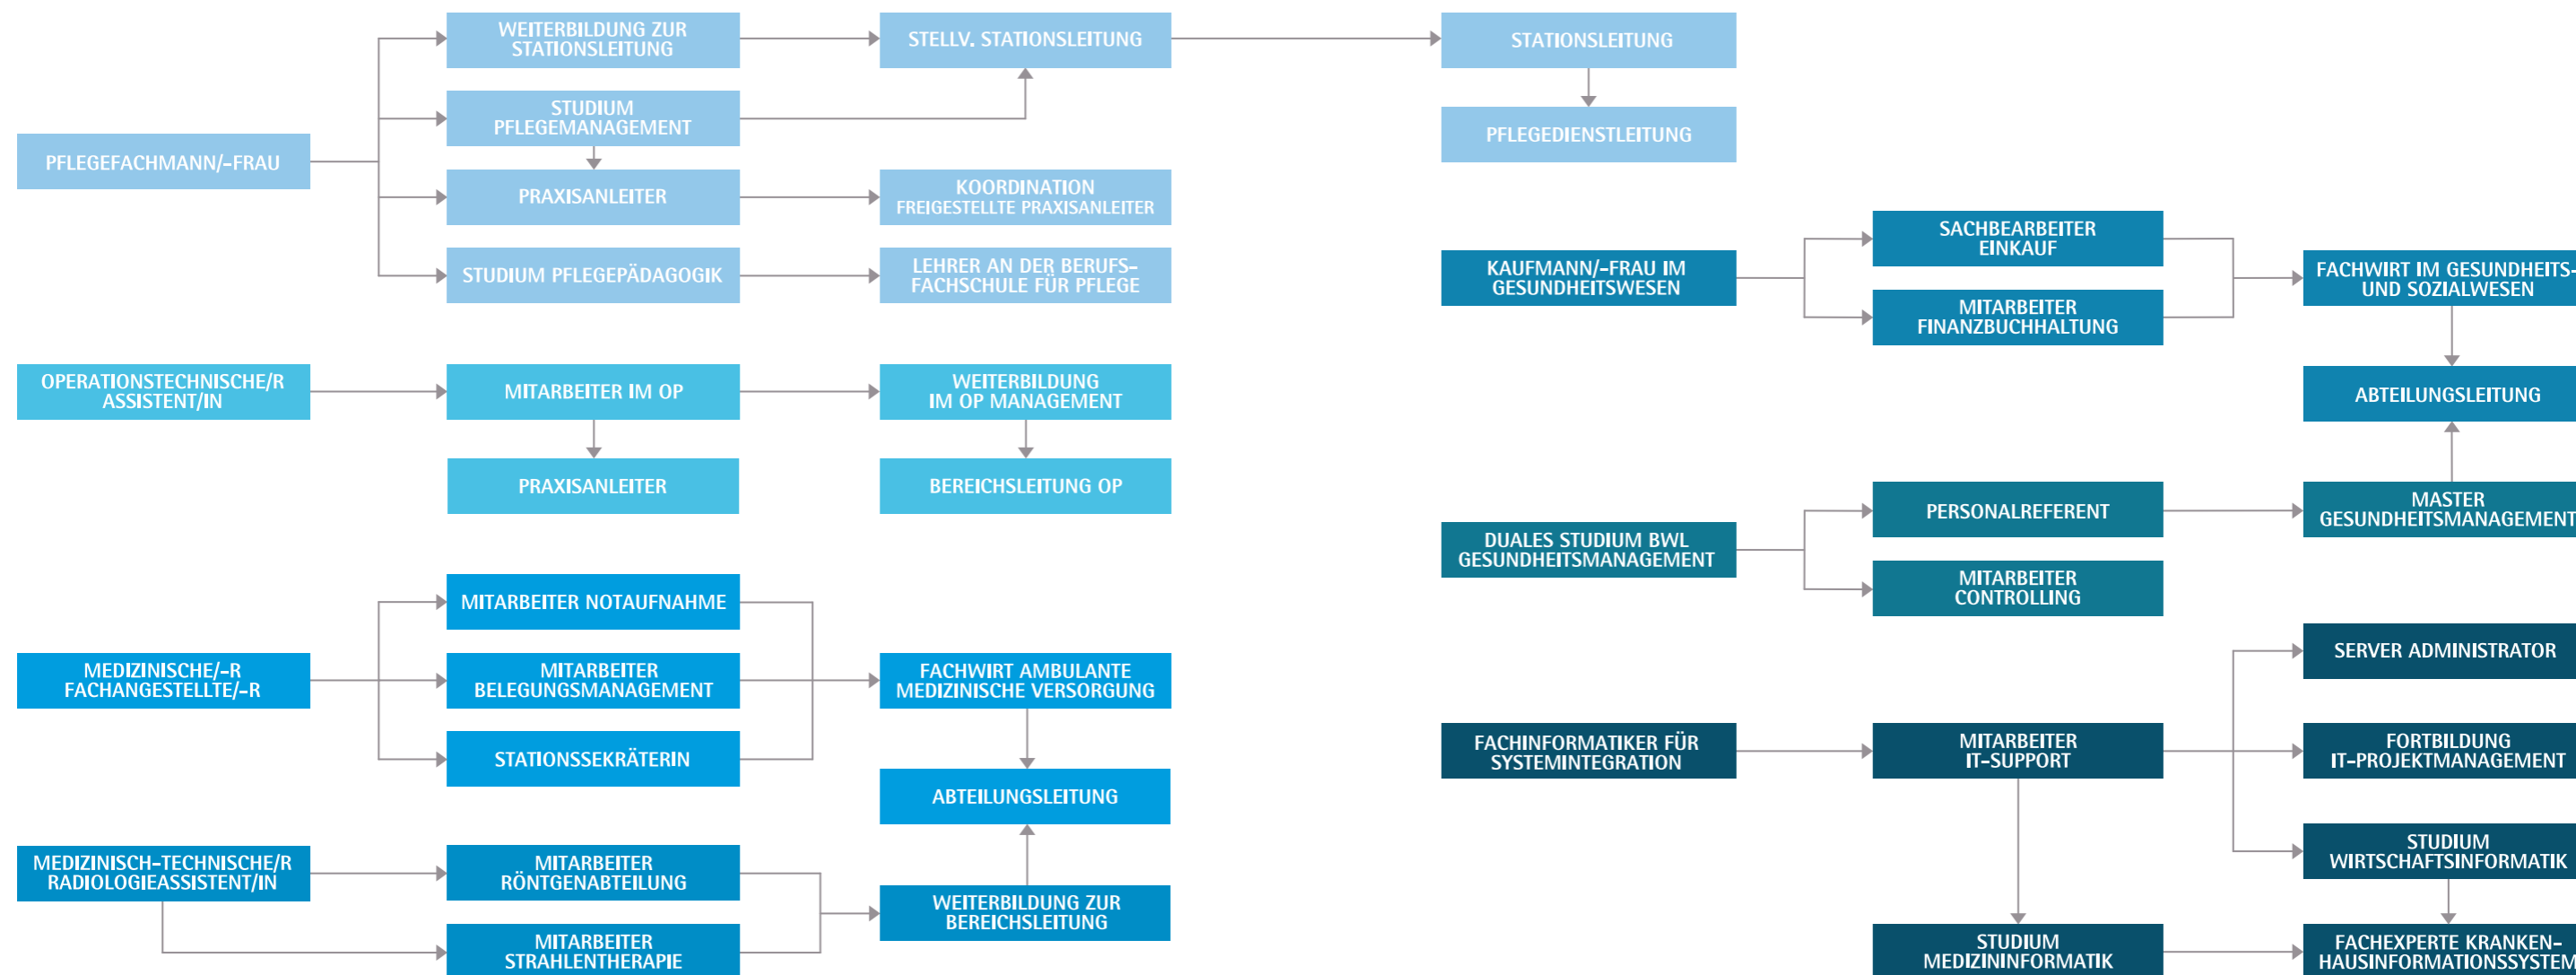 WEITERBILDUNG ZUR
STATIONSLEITUNG
STELLV. STATIONSLEITUNG
STATIONSLEITUNG
STUDIUM
PFLEGEMANAGEMENT
PFLEGEDIENSTLEITUNG
PFLEGEFACHMANN/-FRAU
PRAXISANLEITER
KOORDINATION
FREIGESTELLTE PRAXISANLEITER
STUDIUM PFLEGEPÄDAGOGIK
LEHRER AN DER BERUFS-
FACHSCHULE FÜR PFLEGE
OPERATIONSTECHNISCHE/R
ASSISTENT/IN
MITARBEITER IM OP
WEITERBILDUNG
IM OP MANAGEMENT
PRAXISANLEITER
BEREICHSLEITUNG OP
MITARBEITER NOTAUFNAHME
MEDIZINISCHE/-R
FACHANGESTELLTE/-R
MITARBEITER
BELEGUNGSMANAGEMENT
FACHWIRT AMBULANTE
MEDIZINISCHE VERSORGUNG
STATIONSSEKRÄTERIN
ABTEILUNGSLEITUNG
MEDIZINISCH-TECHNISCHE/R
RADIOLOGIEASSISTENT/IN
MITARBEITER
RÖNTGENABTEILUNG
WEITERBILDUNG ZUR
BEREICHSLEITUNG
MITARBEITER
STRAHLENTHERAPIE
KAUFMANN/-FRAU IM
GESUNDHEITSWESEN
SACHBEARBEITER
EINKAUF
MITARBEITER
FINANZBUCHHALTUNG
FACHWIRT IM GESUNDHEITS-
UND SOZIALWESEN
ABTEILUNGSLEITUNG
DUALES STUDIUM BWL
GESUNDHEITSMANAGEMENT
PERSONALREFERENT
MASTER
GESUNDHEITSMANAGEMENT
MITARBEITER
CONTROLLING
SERVER ADMINISTRATOR
FACHINFORMATIKER FÜR
SYSTEMINTEGRATION
MITARBEITER
IT-SUPPORT
FORTBILDUNG
IT-PROJEKTMANAGEMENT
STUDIUM
WIRTSCHAFTSINFORMATIK
STUDIUM
MEDIZININFORMATIK
FACHEXPERTE KRANKEN-
HAUSINFORMATIONSSYSTEM